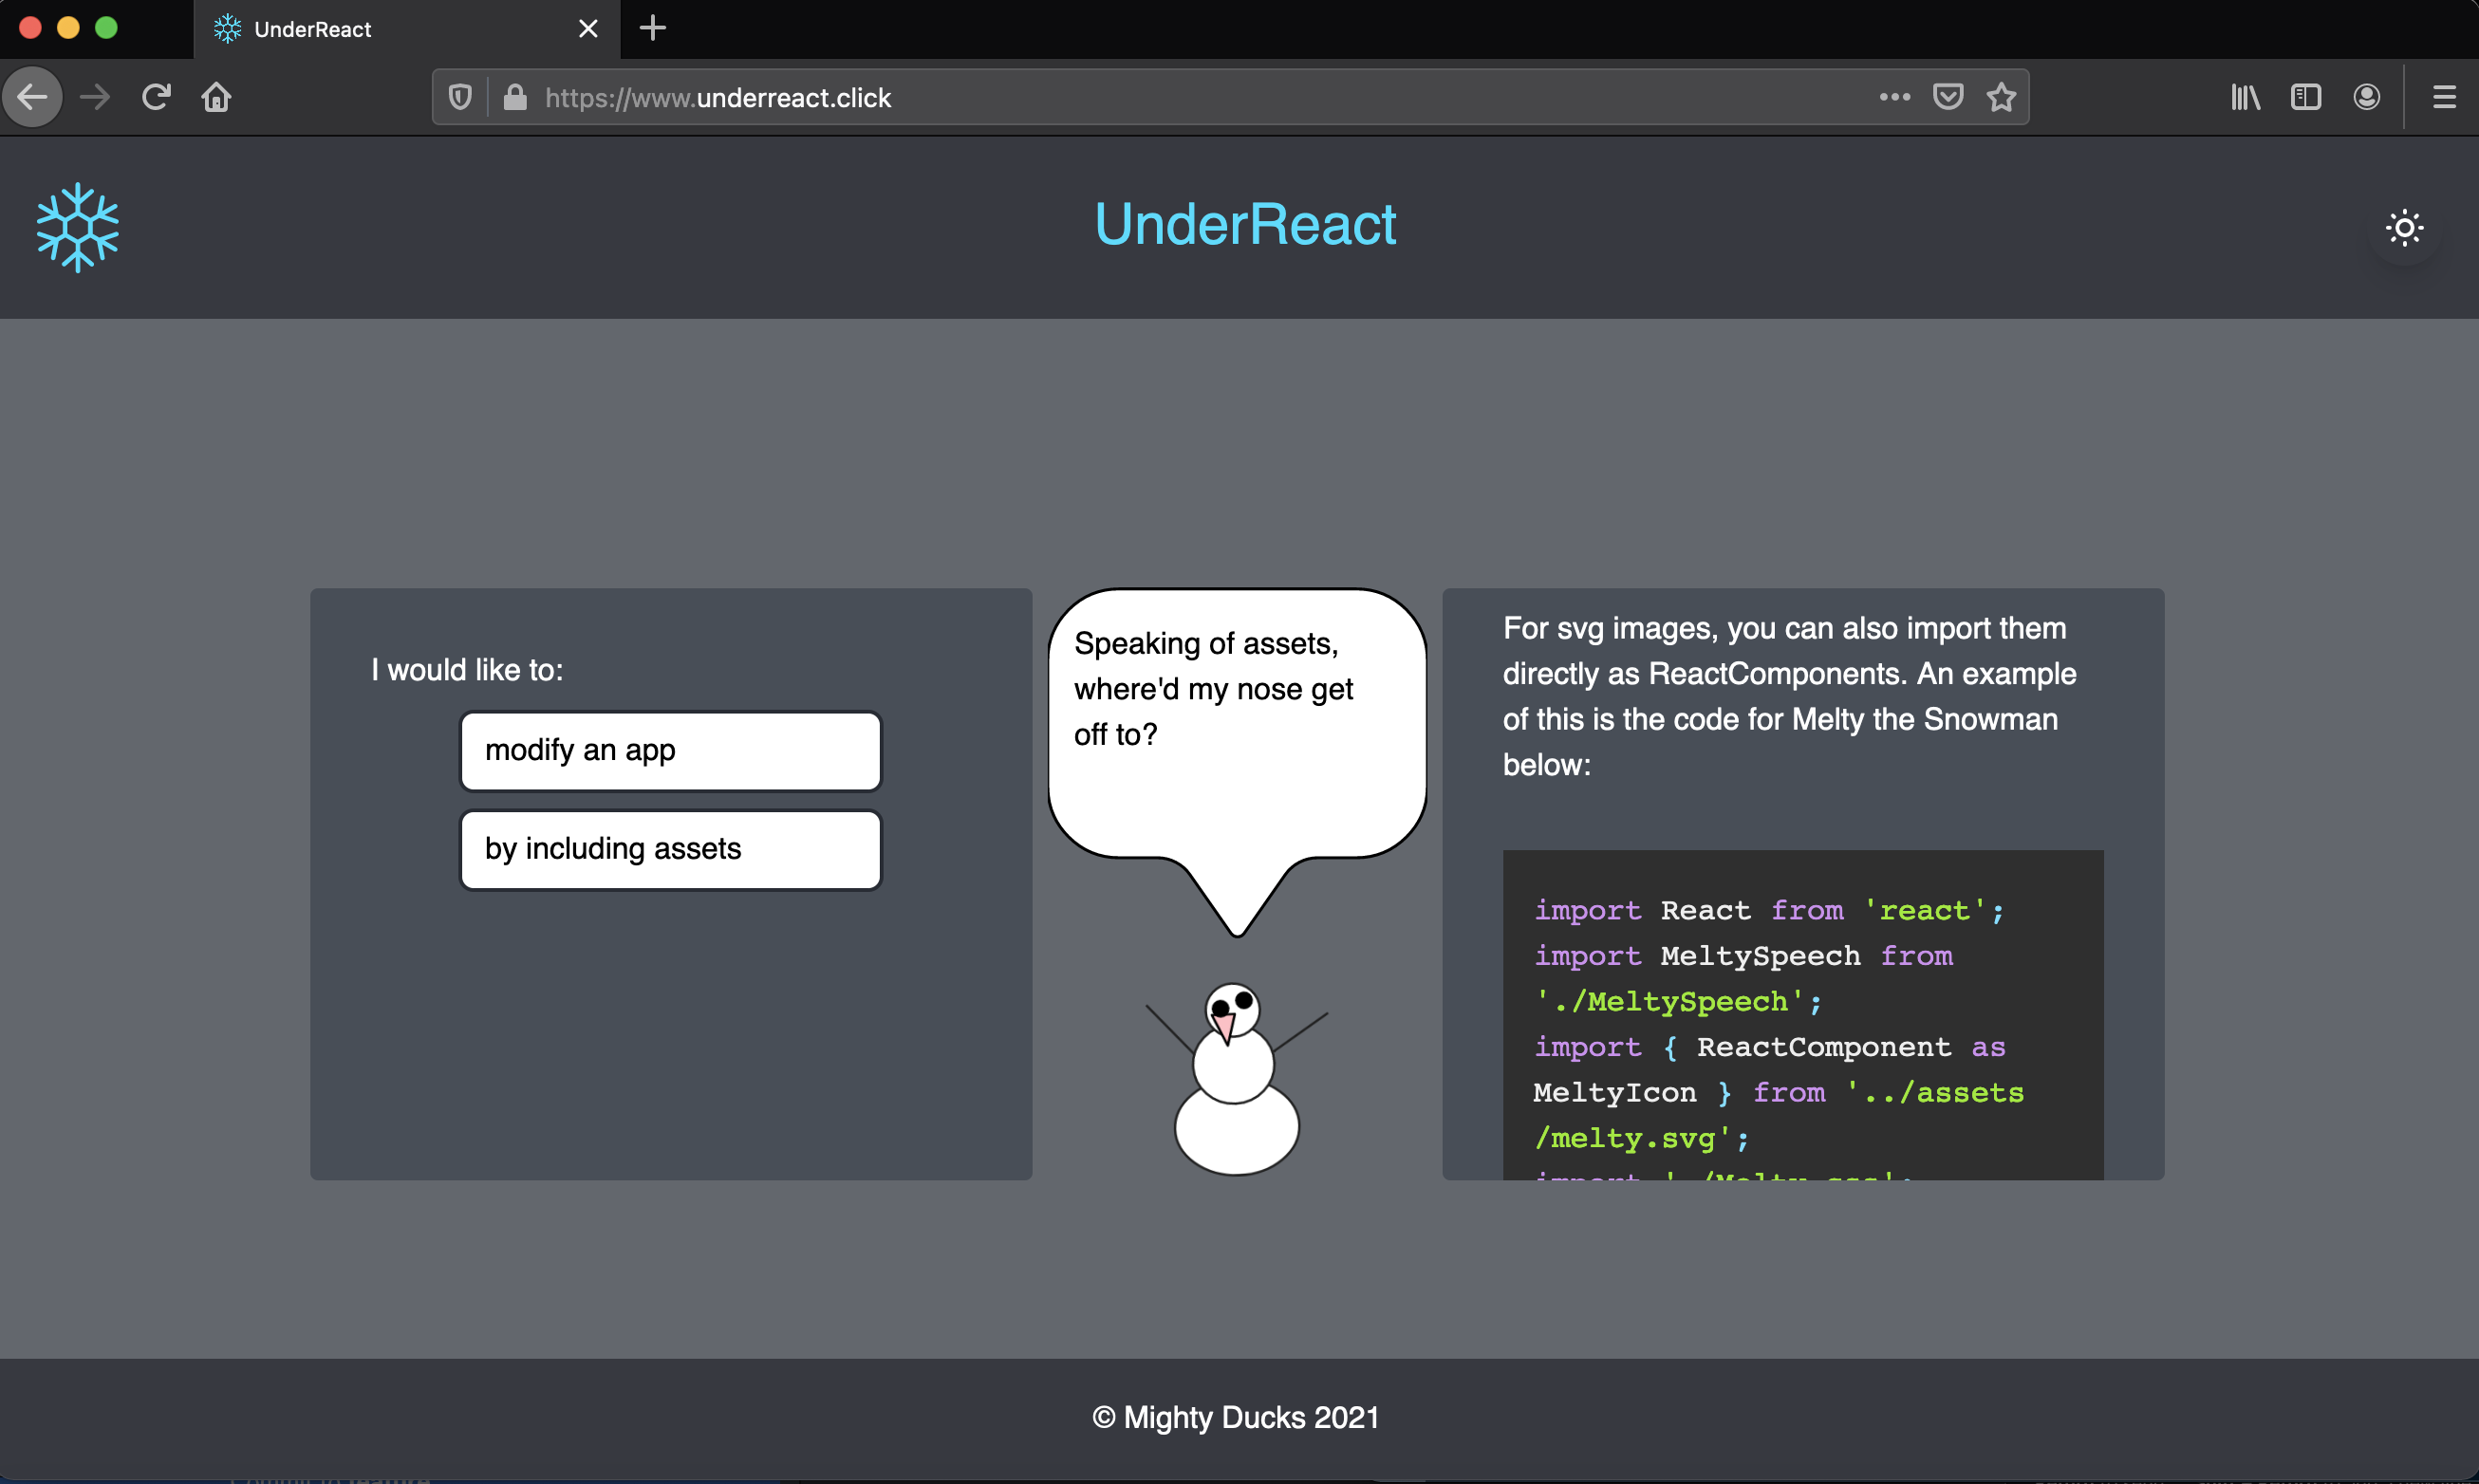 UnderReact
https://www.underreact.click
UnderReact
I would like to:
modify an app
by including assets
Speaking of assets,
where'd my nose get
off to?
For svg images, you can also import them
directly as ReactComponents. An example
of this is the code for Melty the Snowman
below:
import React from 'react';
import MeltySpeech from
'./MeltySpeech';
import { ReactComponent as
MeltyIcon } from '../assets
/melty.svg';
import './Melty.css';
© Mighty Ducks 2021